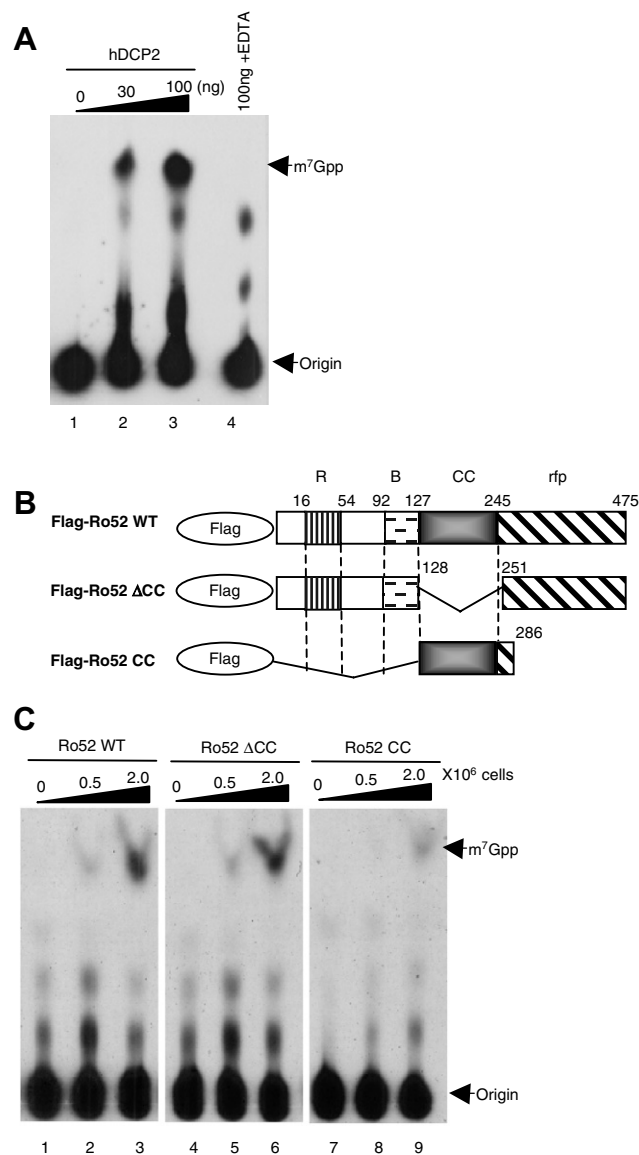 A
hDCP2
0 30 100 (ng)
100ng +EDTA
m⁷Gpp
Origin
1 2 3 4
B
R B CC rfp
16 54 92 127 245 475
Flag-Ro52 WT Flag
128 251
Flag-Ro52 ΔCC Flag
286
Flag-Ro52 CC Flag
C
Ro52 WT Ro52 ΔCC Ro52 CC
0 0.5 2.0 0 0.5 2.0 0 0.5 2.0 X10⁶ cells
m⁷Gpp
Origin
1 2 3 4 5 6 7 8 9